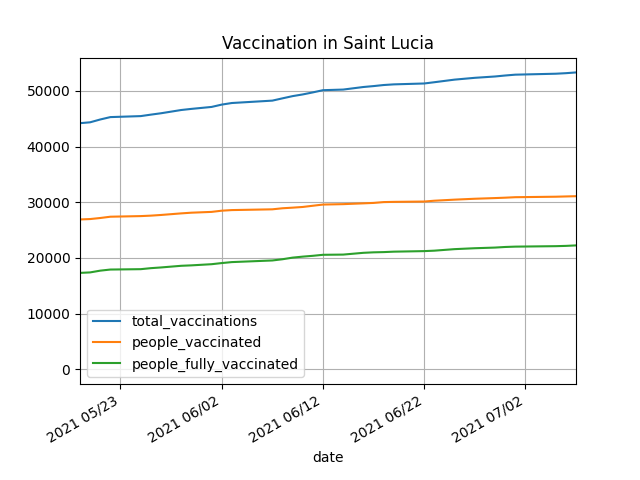 Vaccination in Saint Lucia
50000
40000
30000
20000
10000
0
total_vaccinations
people_vaccinated
people_fully_vaccinated
2021 05/23
2021 06/02
2021 06/12
2021 06/22
2021 07/02
date